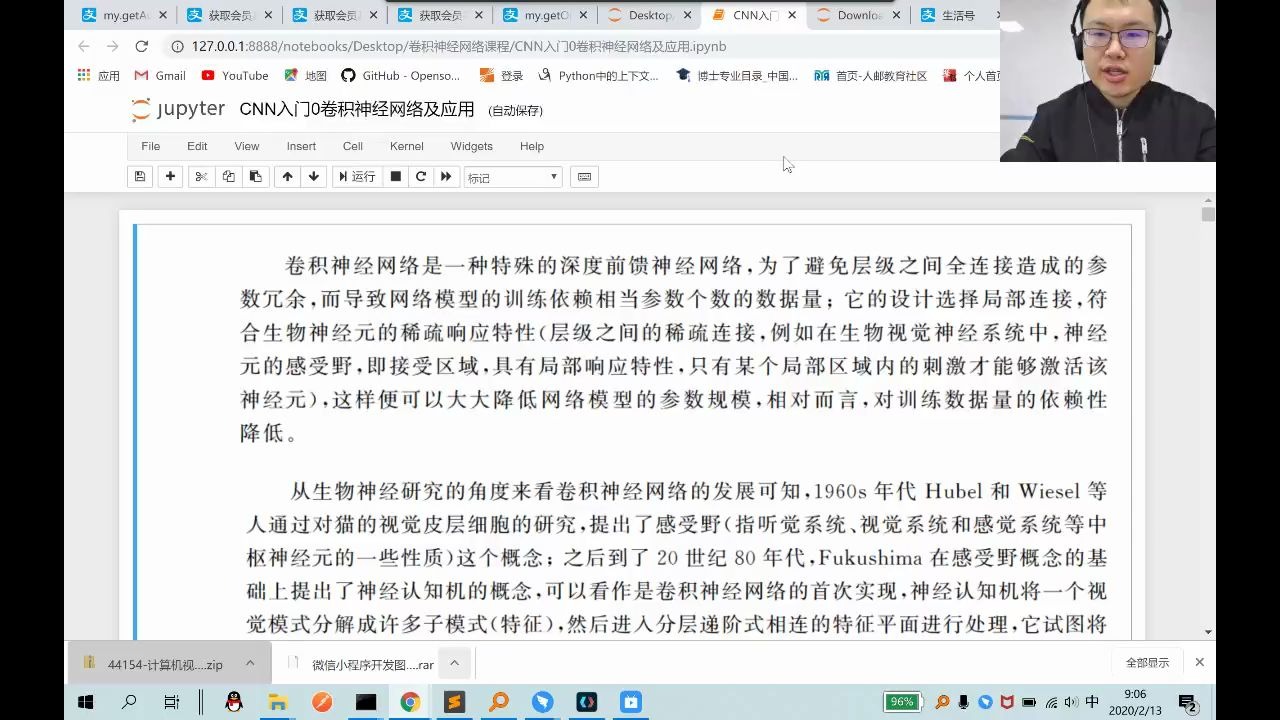 my.getA
获取会员
获取会员
获取会员
my.getO
Desktop
CNN入门
Downlo
生活号
127.0.0.1:8888/notebooks/Desktop/卷积神经网络课程/CNN入门0卷积神经网络及应用.ipynb
应用 Gmail YouTube 地图 GitHub - Openso... 登录 Python中的上下文... 博士专业目录_中国... 首页-人邮教育社区 个人首页
jupyter CNN入门0卷积神经网络及应用 (自动保存)
File Edit View Insert Cell Kernel Widgets Help
运行 标记
卷积神经网络是一种特殊的深度前馈神经网络,为了避免层级之间全连接造成的参
数冗余,而导致网络模型的训练依赖相当参数个数的数据量; 它的设计选择局部连接,符
合生物神经元的稀疏响应特性(层级之间的稀疏连接,例如在生物视觉神经系统中,神经
元的感受野,即接受区域,具有局部响应特性,只有某个局部区域内的刺激才能够激活该
神经元),这样便可以大大降低网络模型的参数规模,相对而言,对训练数据量的依赖性
降低。
从生物神经研究的角度来看卷积神经网络的发展可知,1960s 年代 Hubel 和 Wiesel 等
人通过对猫的视觉皮层细胞的研究,提出了感受野(指听觉系统、视觉系统和感觉系统等中
枢神经元的一些性质)这个概念; 之后到了 20 世纪 80 年代,Fukushima 在感受野概念的基
础上提出了神经认知机的概念,可以看作是卷积神经网络的首次实现,神经认知机将一个视
觉模式分解成许多子模式(特征),然后进入分层递阶式相连的特征平面进行处理,它试图将
44154-计算机视....zip 微信小程序开发图....rar 全部显示
96% 中 9:06
2020/2/13 2